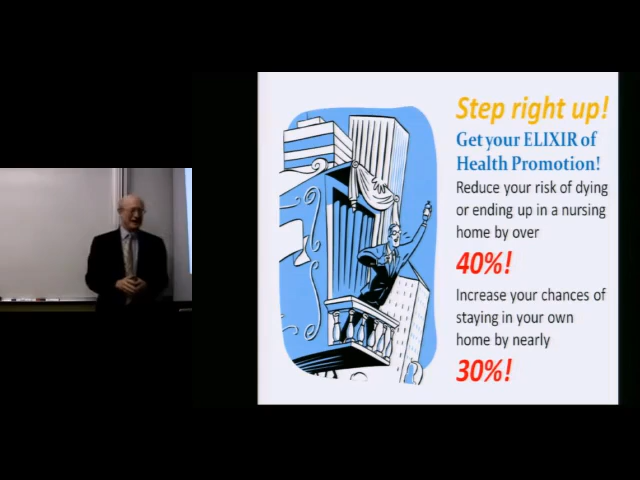 Step right up!
Get your ELIXIR of
Health Promotion!
Reduce your risk of dying
or ending up in a nursing
home by over
40%!
Increase your chances of
staying in your own
home by nearly
30%!